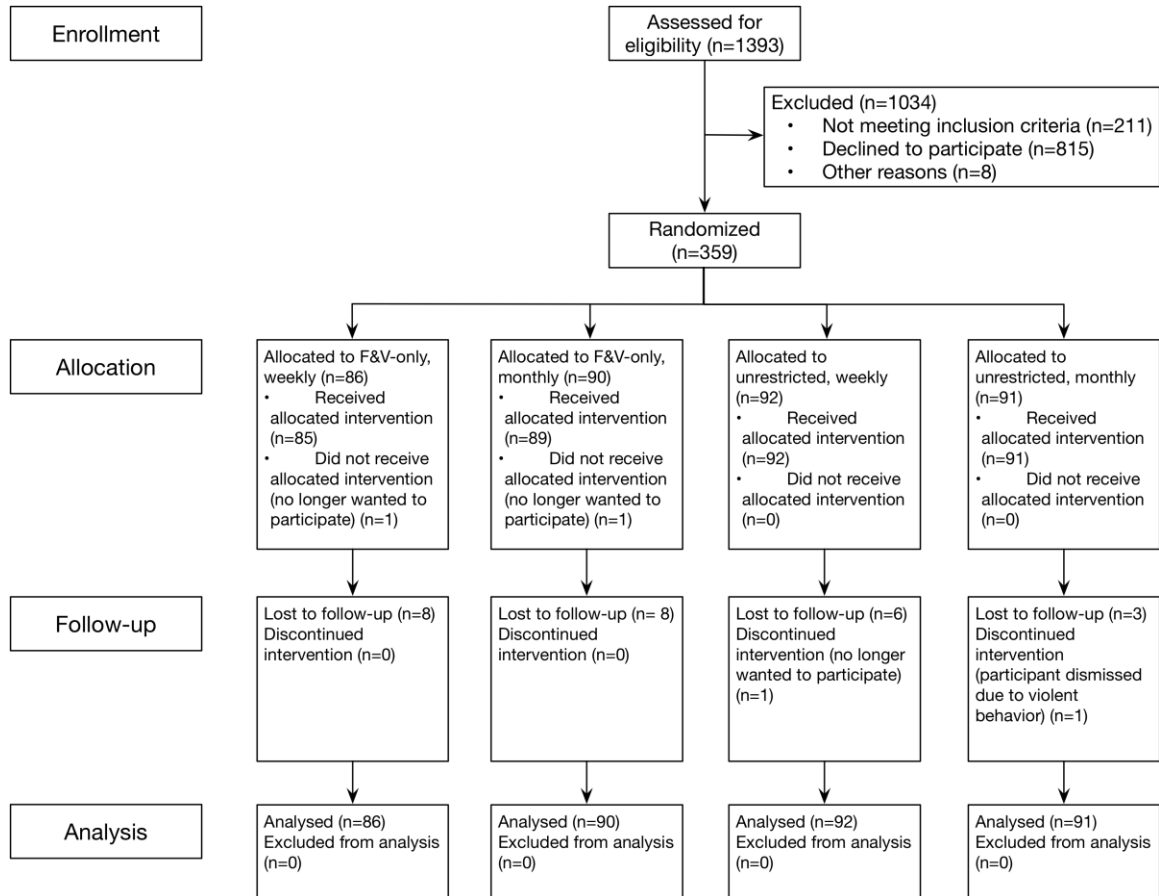 Enrollment
Assessed for
eligibility (n=1393)
Excluded (n=1034)
• Not meeting inclusion criteria (n=211)
• Declined to participate (n=815)
• Other reasons (n=8)
Randomized
(n=359)
Allocation
Allocated to F&V-only,
weekly (n=86)
• Received
allocated intervention
(n=85)
• Did not receive
allocated intervention
(no longer wanted to
participate) (n=1)
Allocated to F&V-only,
monthly (n=90)
• Received
allocated intervention
(n=89)
• Did not receive
allocated intervention
(no longer wanted to
participate) (n=1)
Allocated to
unrestricted, weekly
(n=92)
• Received
allocated intervention
(n=92)
• Did not receive
allocated intervention
(n=0)
Allocated to
unrestricted, monthly
(n=91)
• Received
allocated intervention
(n=91)
• Did not receive
allocated intervention
(n=0)
Follow-up
Lost to follow-up (n=8)
Discontinued
intervention (n=0)
Lost to follow-up (n= 8)
Discontinued
intervention (n=0)
Lost to follow-up (n=6)
Discontinued
intervention (no longer
wanted to participate)
(n=1)
Lost to follow-up (n=3)
Discontinued
intervention
(participant dismissed
due to violent
behavior) (n=1)
Analysis
Analysed (n=86)
Excluded from analysis
(n=0)
Analysed (n=90)
Excluded from analysis
(n=0)
Analysed (n=92)
Excluded from analysis
(n=0)
Analysed (n=91)
Excluded from analysis
(n=0)